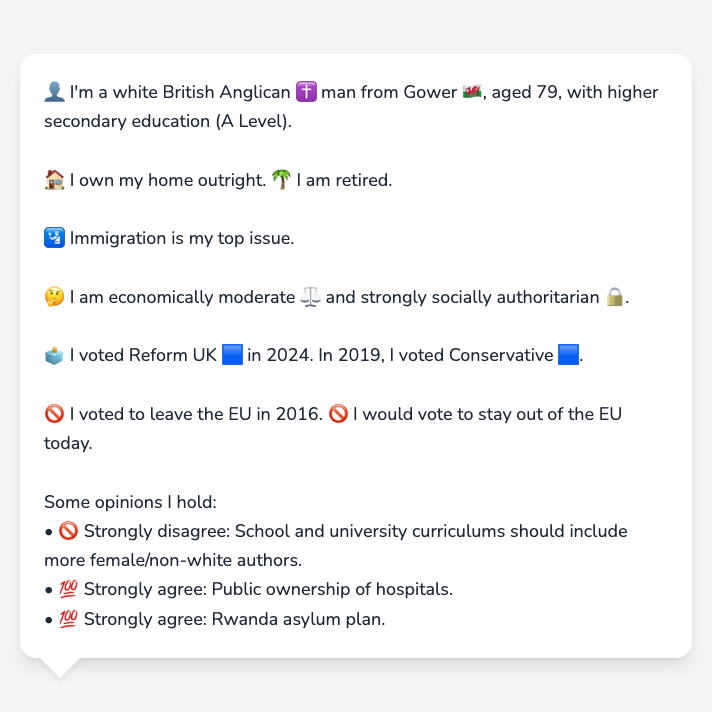 👤 I'm a white British Anglican ✝️ man from Gower 🏴󠁧󠁢󠁷󠁬󠁳󠁿, aged 79, with higher
secondary education (A Level).
🏠 I own my home outright. 🌴 I am retired.
🛂 Immigration is my top issue.
🤔 I am economically moderate ⚖️ and strongly socially authoritarian 🔒.
🗳️ I voted Reform UK 🟦 in 2024. In 2019, I voted Conservative 🟦.
🚫 I voted to leave the EU in 2016. 🚫 I would vote to stay out of the EU
today.
Some opinions I hold:
• 🚫 Strongly disagree: School and university curriculums should include
more female/non-white authors.
• 💯 Strongly agree: Public ownership of hospitals.
• 💯 Strongly agree: Rwanda asylum plan.